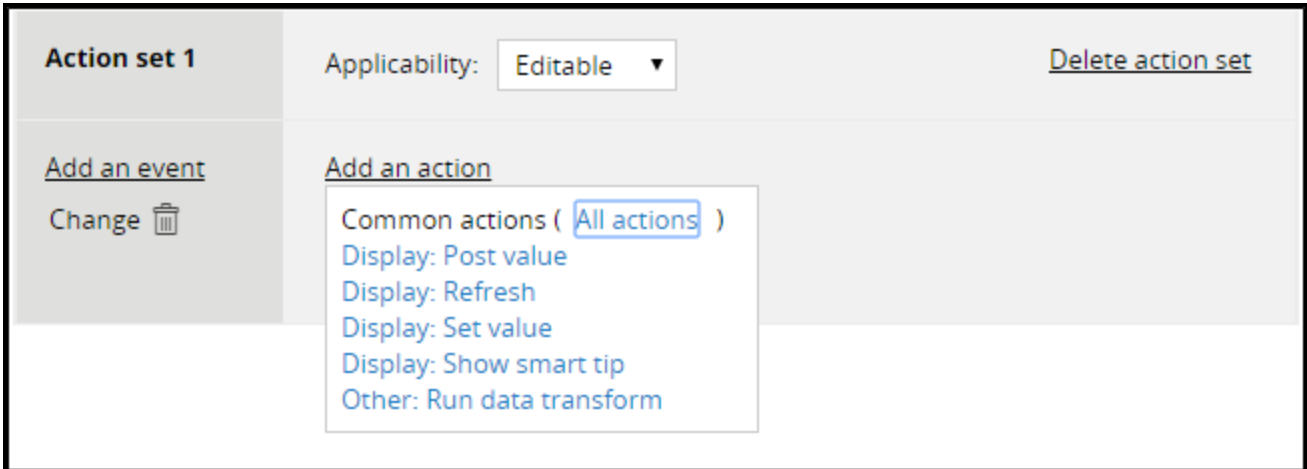 Action set 1
Applicability: Editable
Delete action set
Add an event
Add an action
Change
Common actions ( All actions )
Display: Post value
Display: Refresh
Display: Set value
Display: Show smart tip
Other: Run data transform